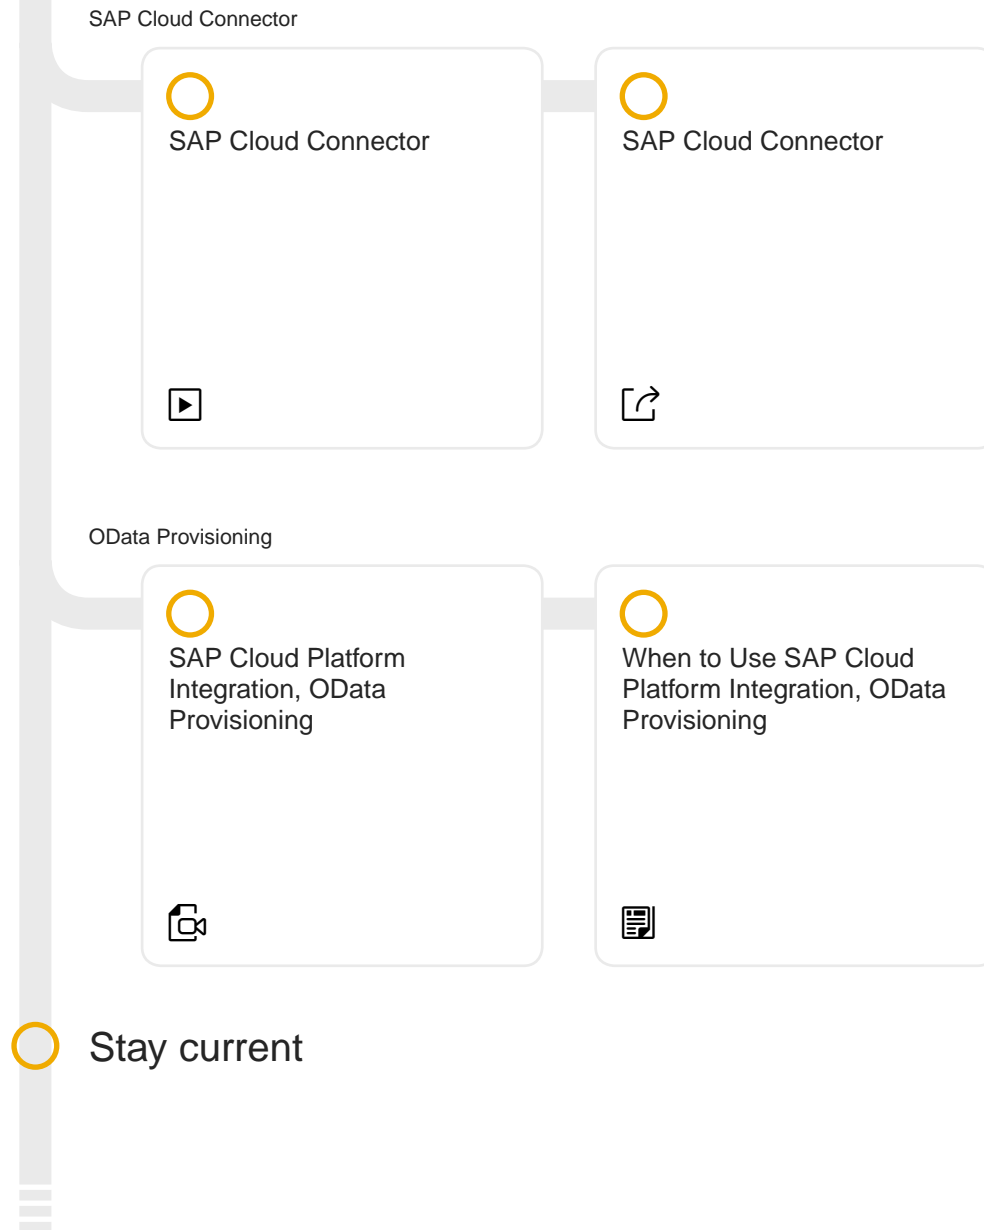 SAP Cloud Connector
SAP Cloud Connector
SAP Cloud Connector
OData Provisioning
SAP Cloud Platform
Integration, OData
Provisioning
When to Use SAP Cloud
Platform Integration, OData
Provisioning
Stay current